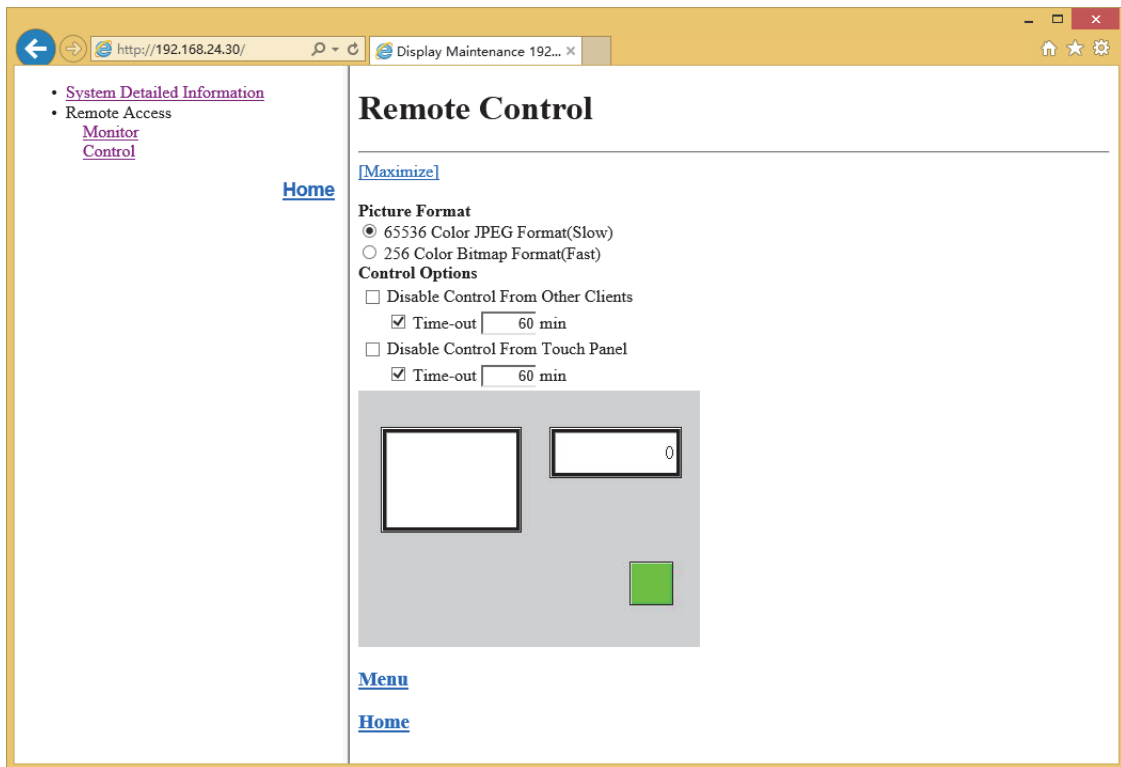 http://192.168.24.30/
Display Maintenance 192...
• System Detailed Information
• Remote Access
Monitor
Control
Home
Remote Control
[Maximize]
Picture Format
65536 Color JPEG Format(Slow)
256 Color Bitmap Format(Fast)
Control Options
Disable Control From Other Clients
Time-out 60 min
Disable Control From Touch Panel
Time-out 60 min
0
Menu
Home